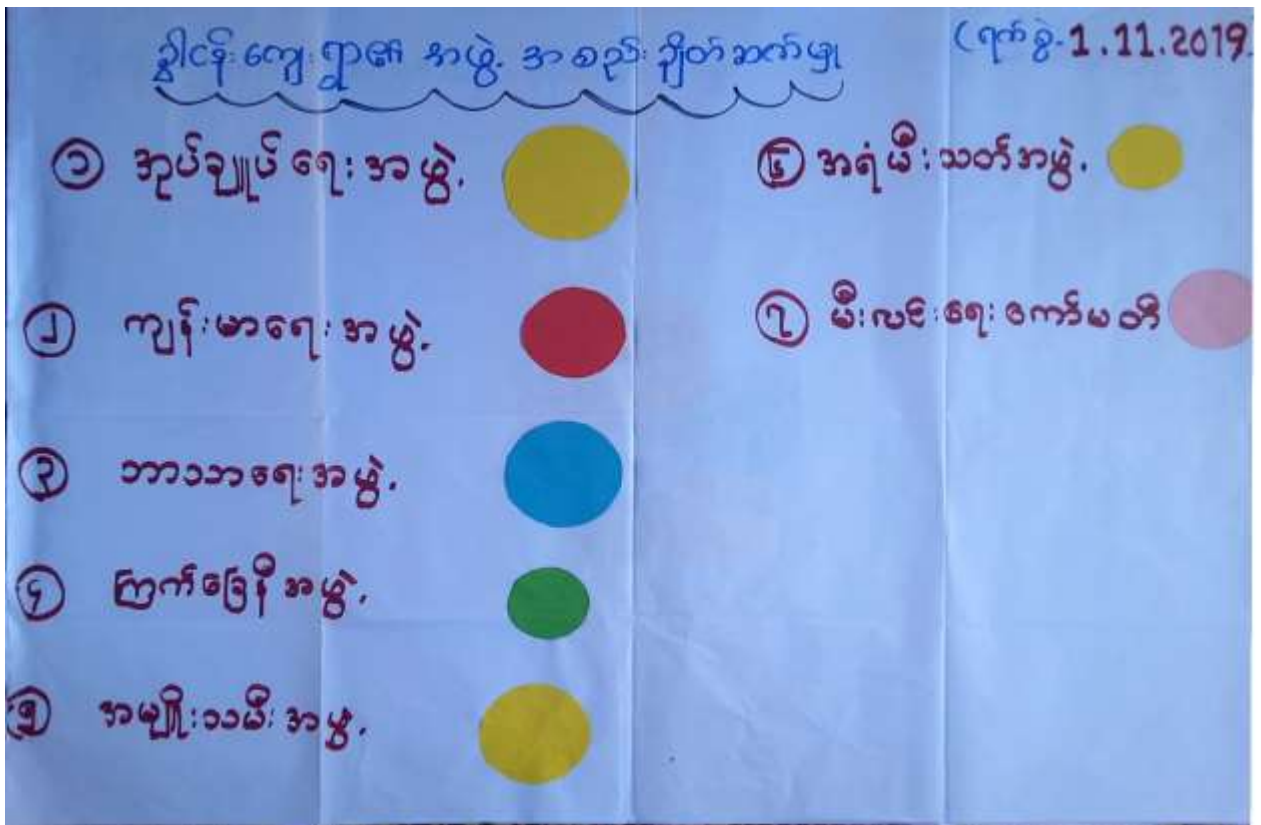 ဒွါငန်းကျေးရွာ၏ အဖွဲ့အစည်းချိတ်ဆက်မှု
(ရက်စွဲ- 1.11.2019
၁ အုပ်ချုပ်ရေးအဖွဲ့
၂ ကျန်းမာရေးအဖွဲ့
၃ ဘာသာရေးအဖွဲ့
၄ ကြက်ခြေနီအဖွဲ့
၅ အမျိုးသမီးအဖွဲ့
၆ အရံမီးသတ်အဖွဲ့
၇ မီးလင်းရေးကော်မတီ